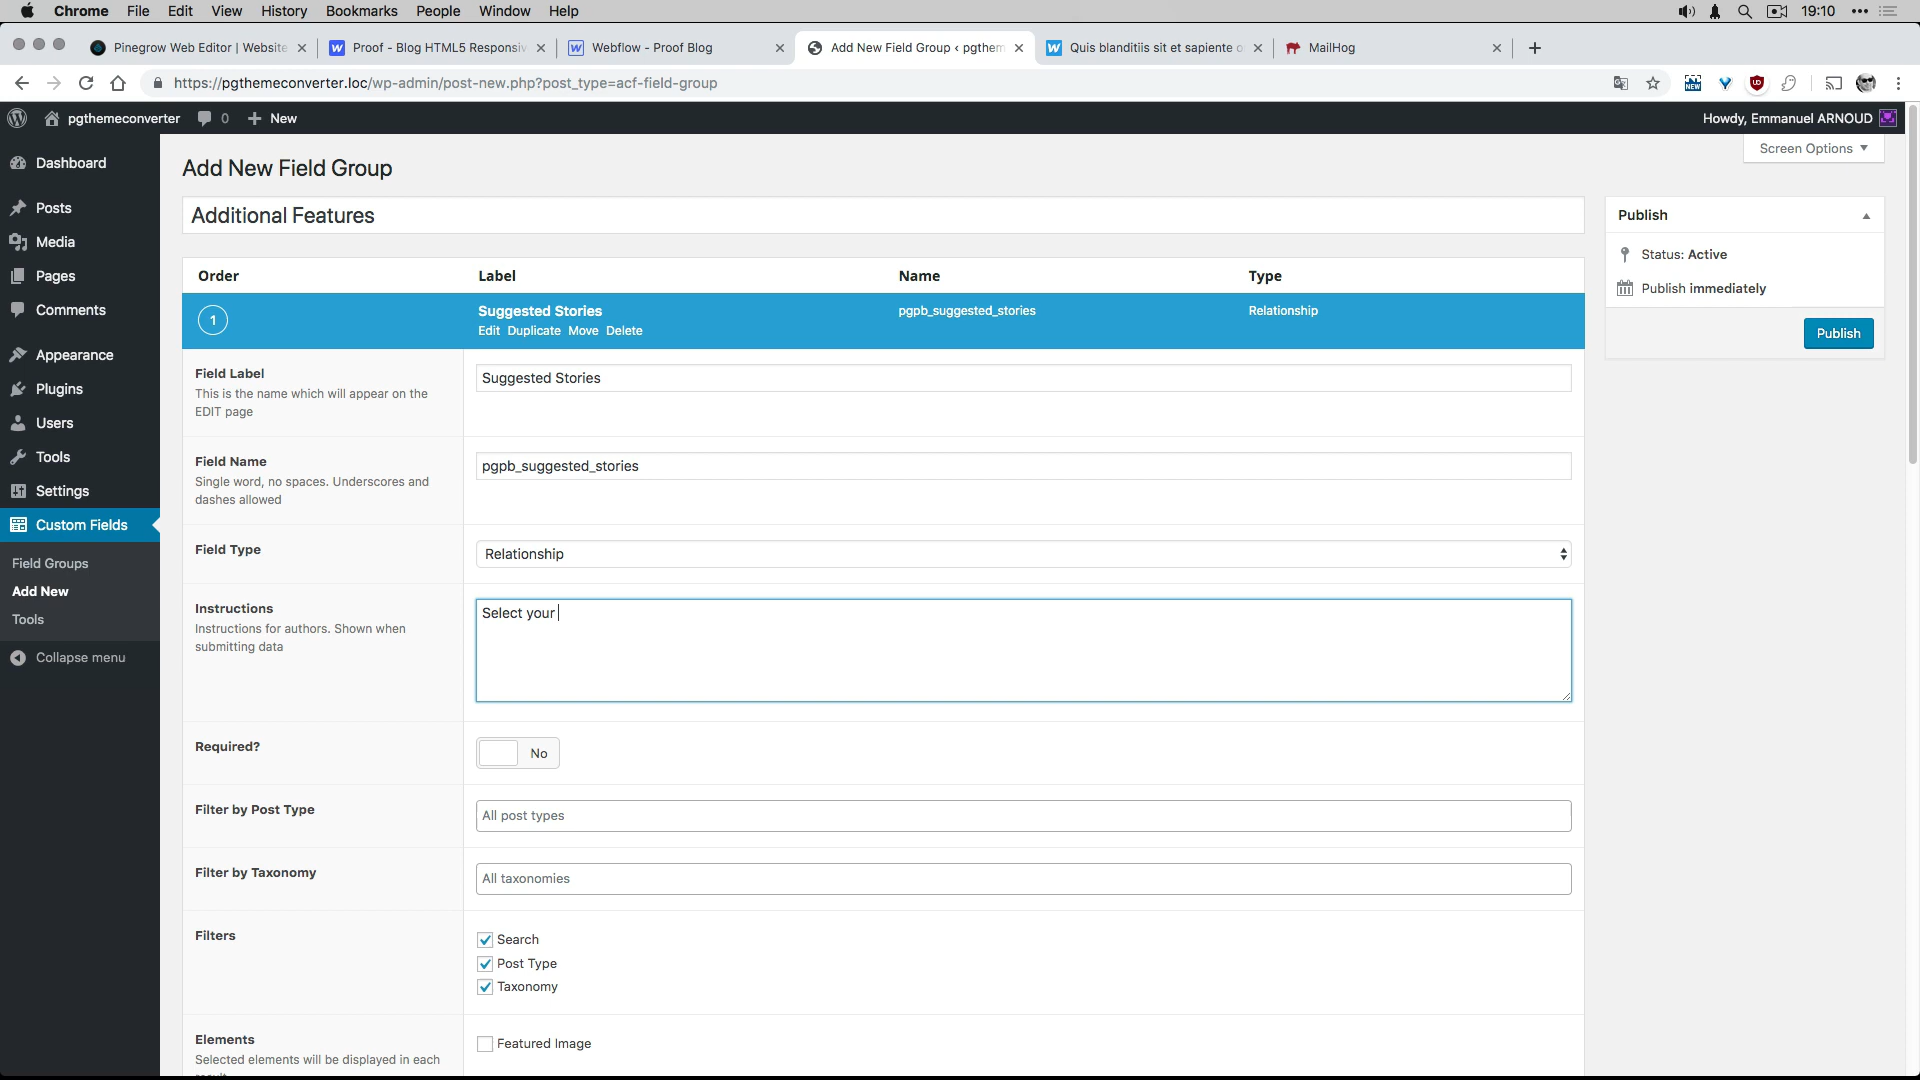 Chrome File Edit View History Bookmarks People Window Help 19:10
Pinegrow Web Editor | Website
Proof - Blog HTML5 Responsiv
Webflow - Proof Blog
Add New Field Group ‹ pgthem
Quis blanditiis sit et sapiente o
MailHog
https://pgthemeconverter.loc/wp-admin/post-new.php?post_type=acf-field-group
pgthemeconverter 0 New
Howdy, Emmanuel ARNOUD
Screen Options
Dashboard
Posts
Media
Pages
Comments
Appearance
Plugins
Users
Tools
Settings
Custom Fields
Field Groups
Add New
Tools
Collapse menu
Add New Field Group
Additional Features
Order Label Name Type
1 Suggested Stories pgpb_suggested_stories Relationship
Edit Duplicate Move Delete
Field Label
This is the name which will appear on the
EDIT page
Suggested Stories
Field Name
Single word, no spaces. Underscores and
dashes allowed
pgpb_suggested_stories
Field Type
Relationship
Instructions
Instructions for authors. Shown when
submitting data
Select your
Required?
No
Filter by Post Type
All post types
Filter by Taxonomy
All taxonomies
Filters
Search
Post Type
Taxonomy
Elements
Selected elements will be displayed in each
Featured Image
Publish
Status: Active
Publish immediately
Publish